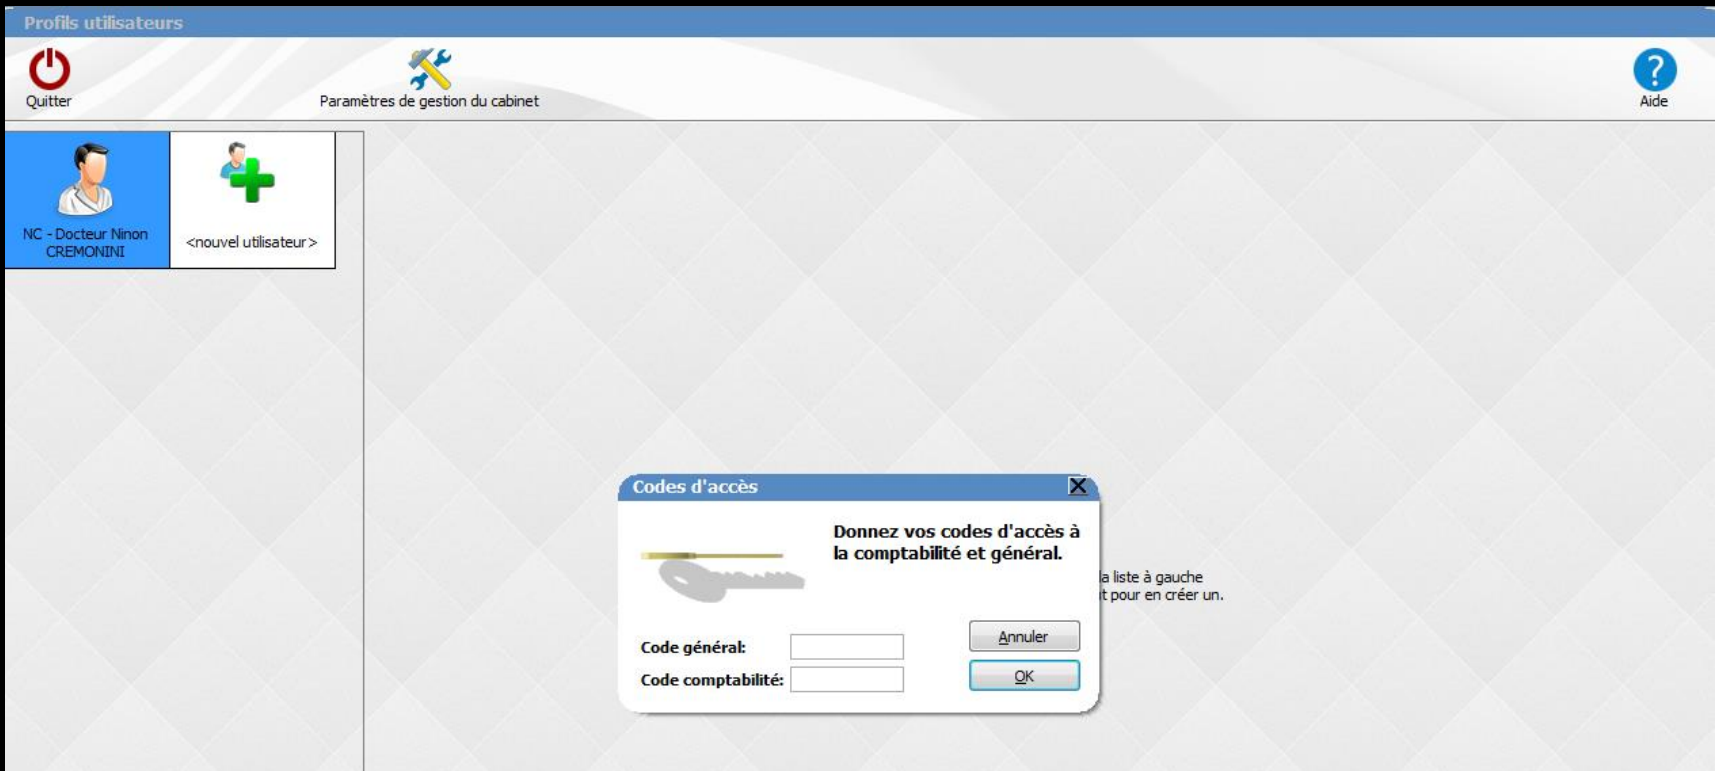 Profils utilisateurs
Quitter
Paramètres de gestion du cabinet
Aide
NC - Docteur Ninon
CREMONINI
<nouvel utilisateur>
Codes d'accès
Donnez vos codes d'accès à
la comptabilité et général.
la liste à gauche
pour en créer un.
Code général:
Annuler
Code comptabilité:
OK